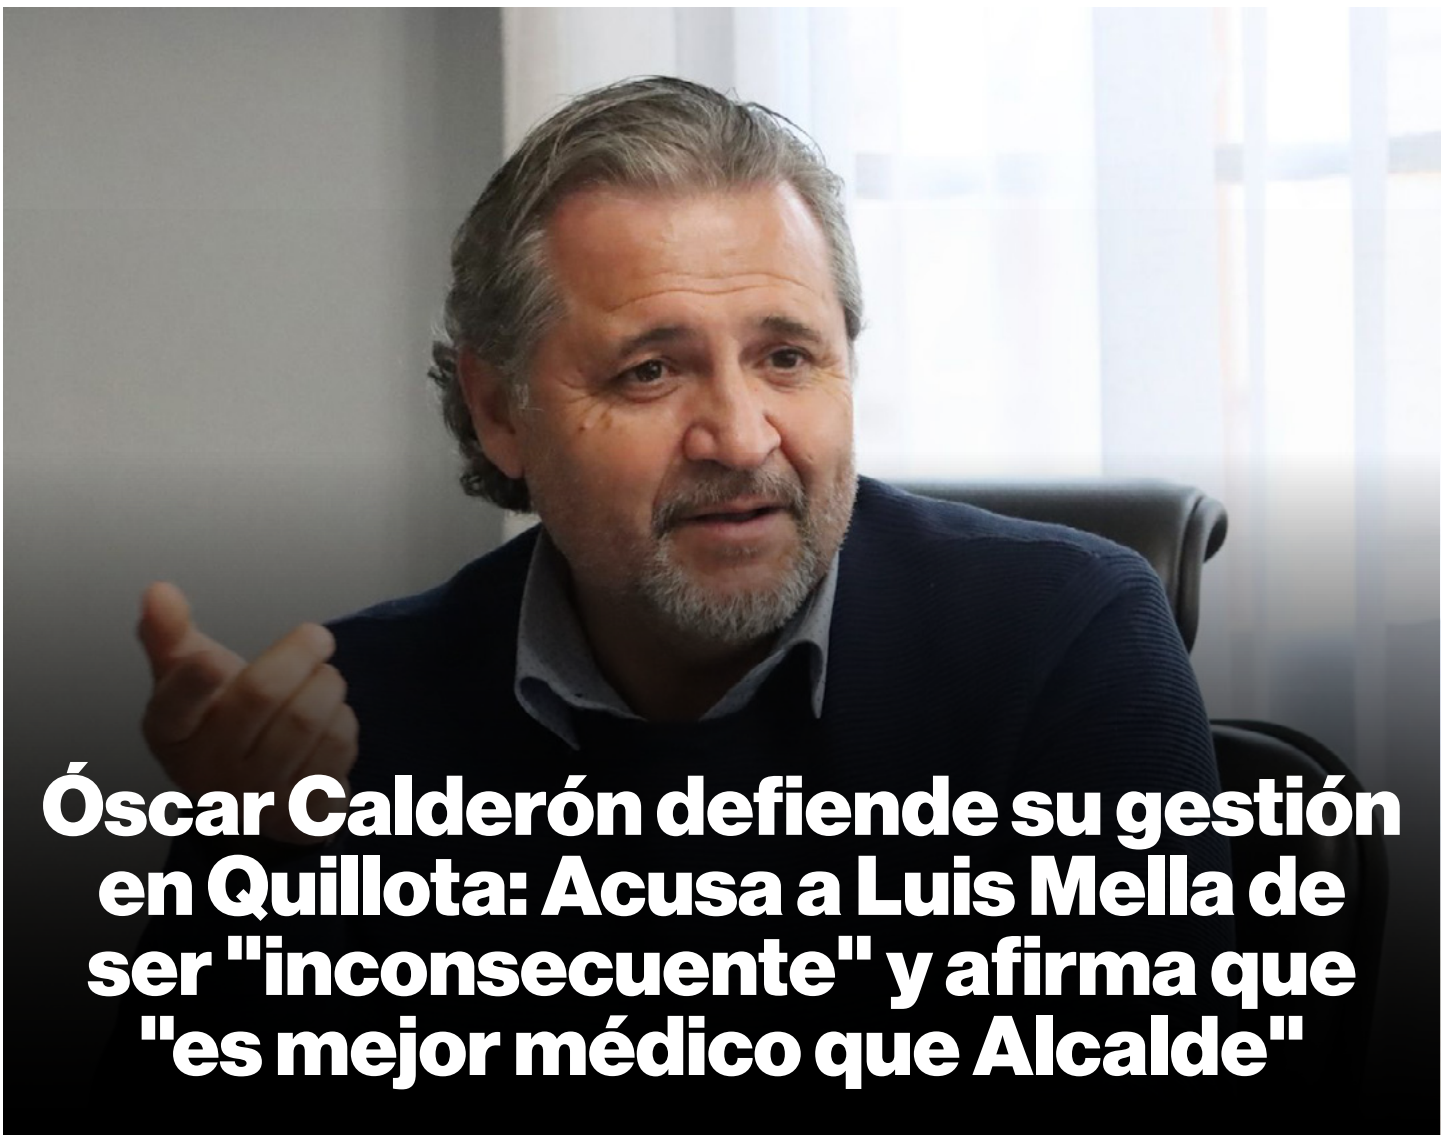 Óscar Calderón defiende su gestión
en Quillota: Acusa a Luis Mella de
ser "inconsecuente" y afirma que
"es mejor médico que Alcalde"